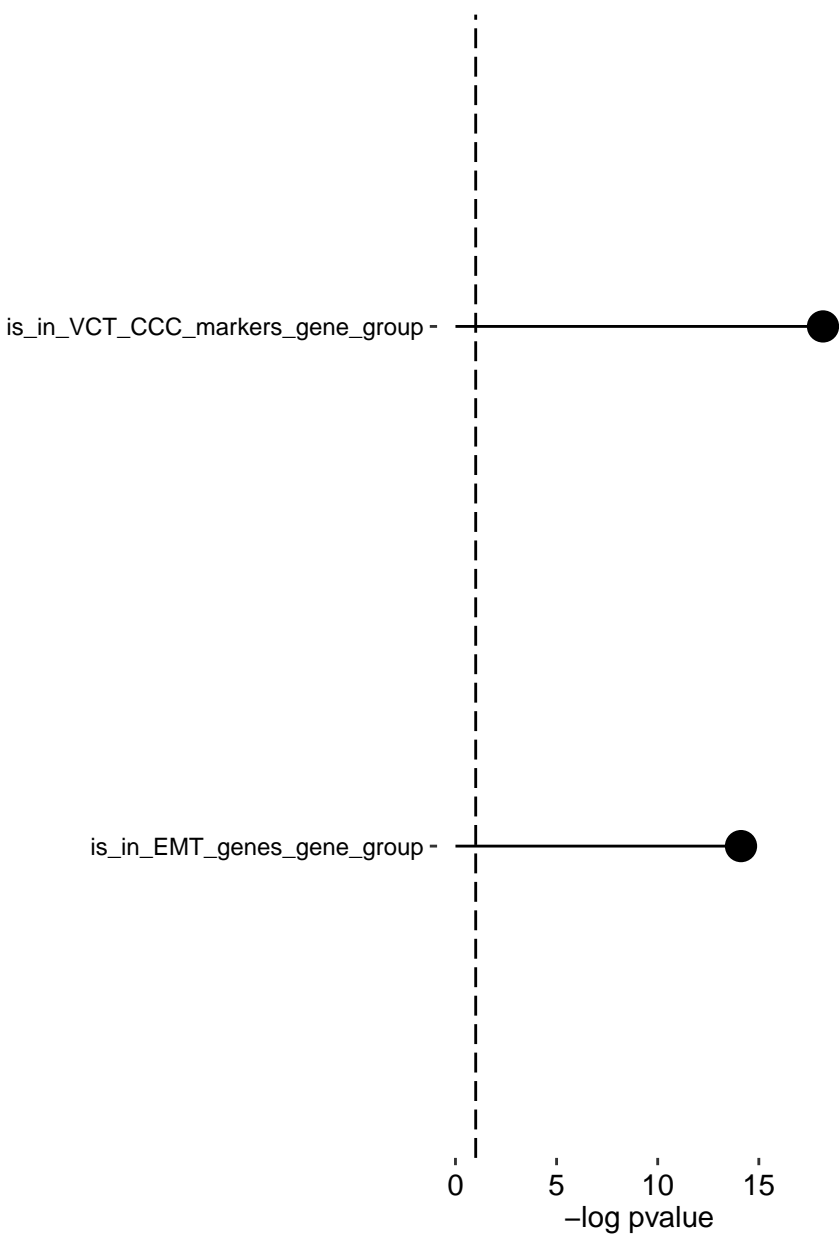 is_in_VCT_CCC_markers_gene_group
is_in_EMT_genes_gene_group
0 5 10 15
−log pvalue